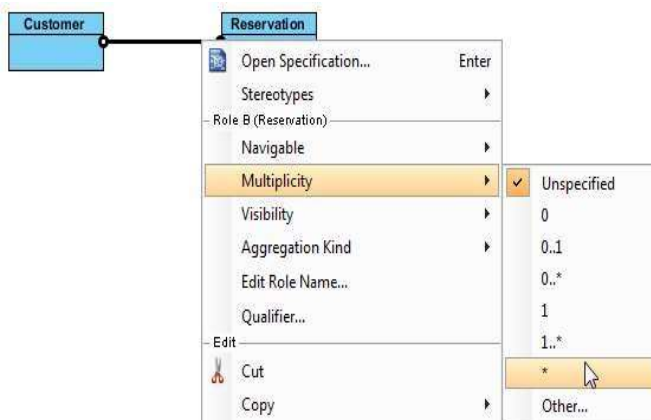 Customer
Reservation
Open Specification... Enter
Stereotypes
Role B (Reservation)
Navigable
Multiplicity
Visibility
Aggregation Kind
Edit Role Name...
Qualifier...
Edit
Cut
Copy
Unspecified
0
0..1
0..*
1
1..*
*
Other...